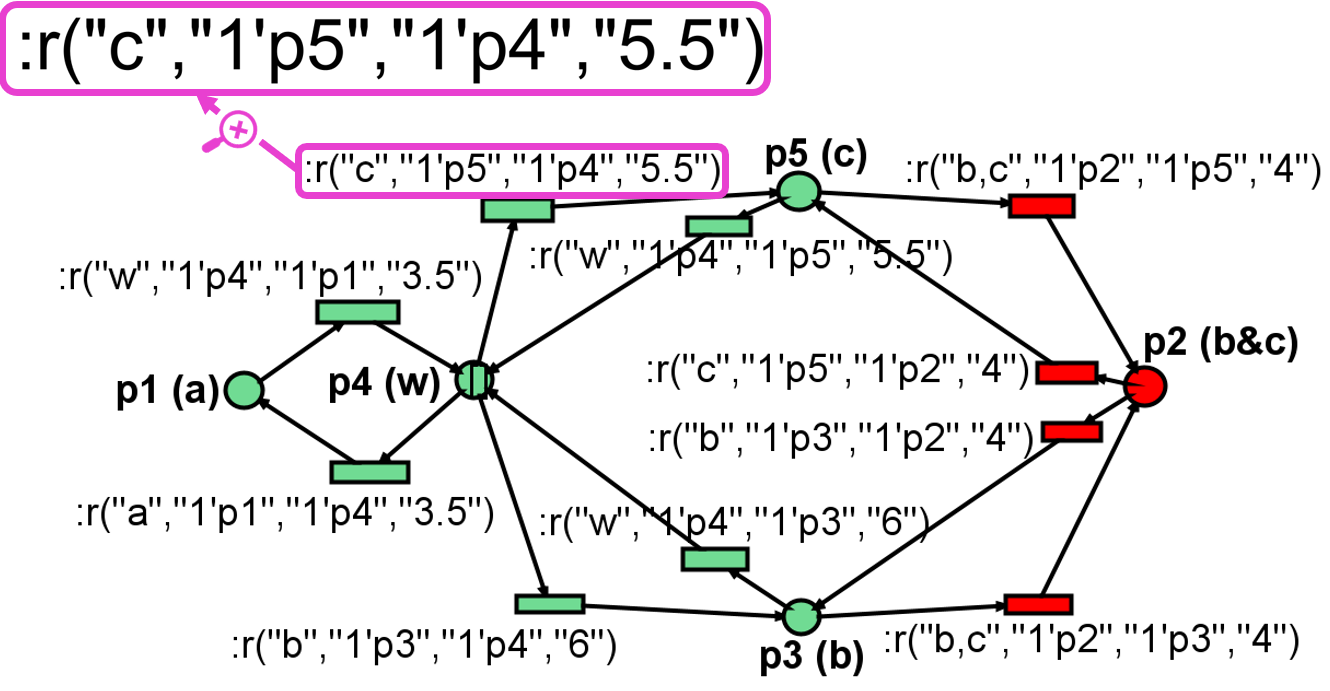 :r("c","1'p5","1'p4","5.5")
:r("c","1'p5","1'p4","5.5")
p5 (c)
:r("b,c","1'p2","1'p5","4")
:r("w","1'p4","1'p5","5.5")
:r("w","1'p4","1'p1","3.5")
p2 (b&c)
:r("c","1'p5","1'p2","4")
p1 (a)
p4 (w)
:r("b","1'p3","1'p2","4")
:r("a","1'p1","1'p4","3.5")
:r("w","1'p4","1'p3","6")
:r("b","1'p3","1'p4","6")
p3 (b)
:r("b,c","1'p2","1'p3","4")